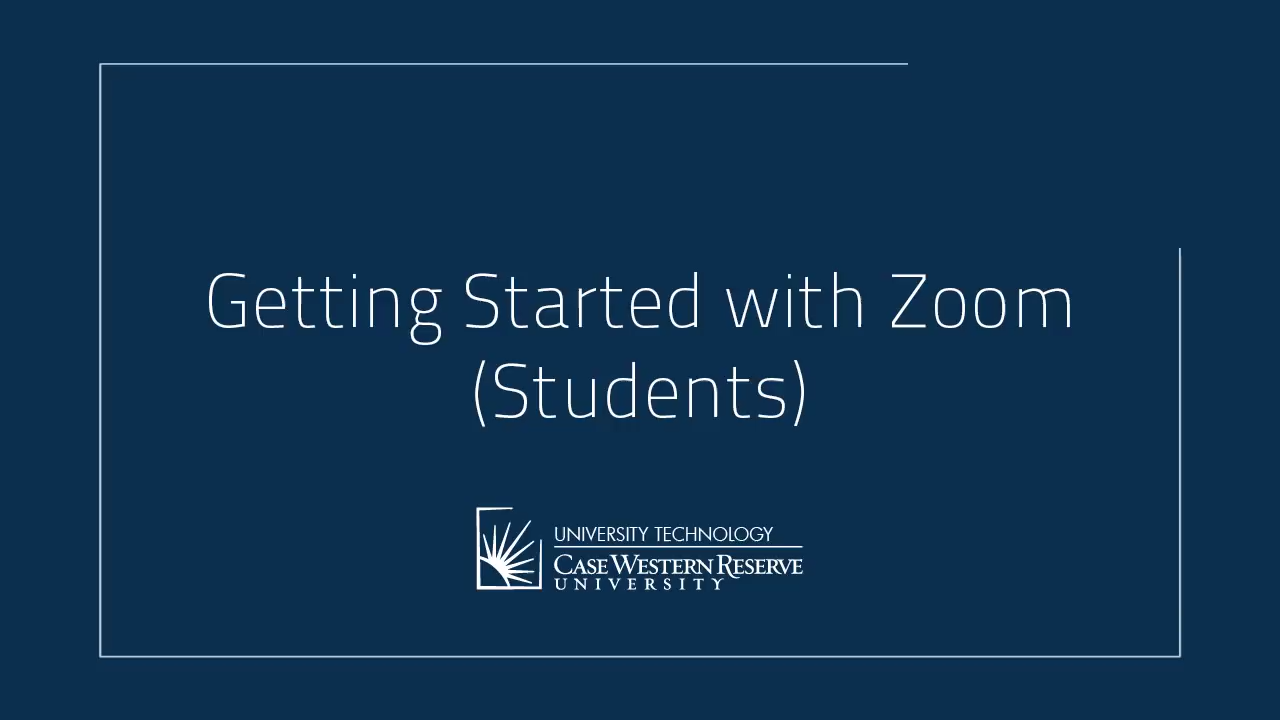 Getting Started with Zoom
(Students)
UNIVERSITY TECHNOLOGY
CASE WESTERN RESERVE
UNIVERSITY